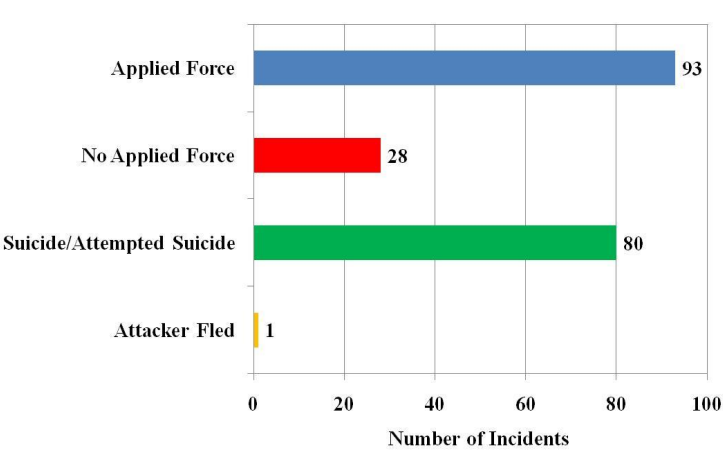 Applied Force
93
No Applied Force
28
Suicide/Attempted Suicide
80
Attacker Fled
1
0 20 40 60 80 100
Number of Incidents